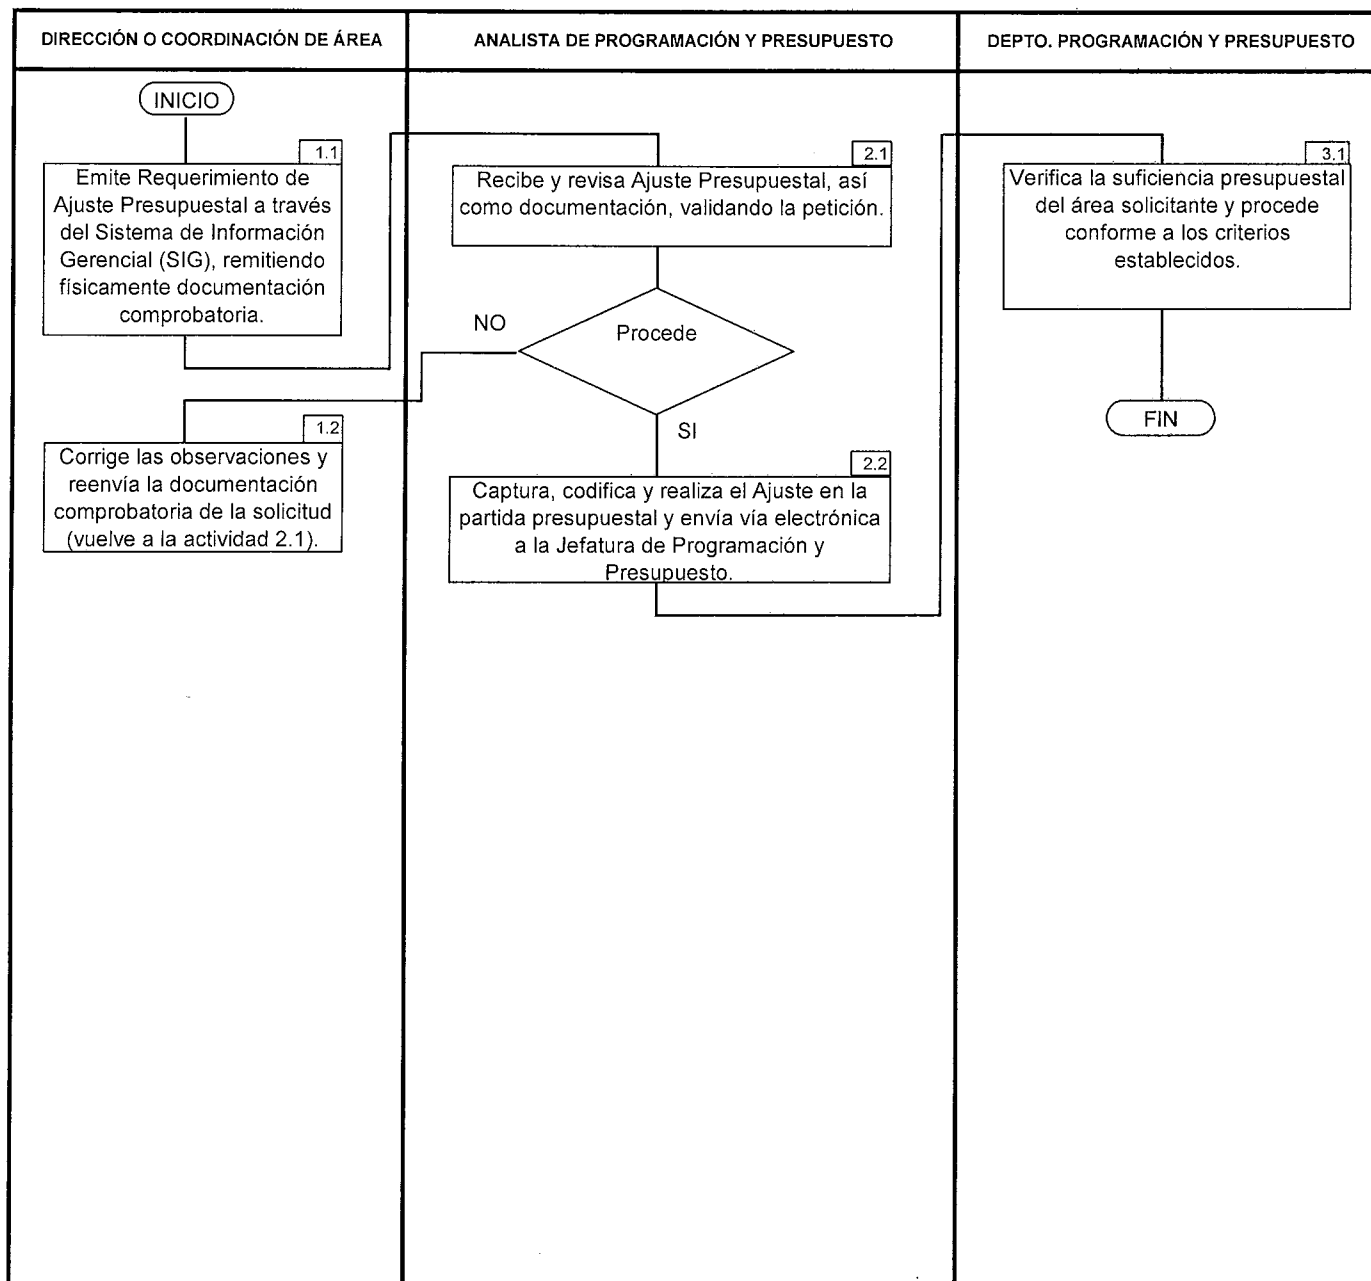 DIRECCIÓN O COORDINACIÓN DE ÁREA
ANALISTA DE PROGRAMACIÓN Y PRESUPUESTO
DEPTO. PROGRAMACIÓN Y PRESUPUESTO
INICIO
1.1
Emite Requerimiento de
Ajuste Presupuestal a través
del Sistema de Información
Gerencial (SIG), remitiendo
físicamente documentación
comprobatoria.
2.1
Recibe y revisa Ajuste Presupuestal, así
como documentación, validando la petición.
Procede
NO
SI
1.2
Corrige las observaciones y
reenvía la documentación
comprobatoria de la solicitud
(vuelve a la actividad 2.1).
2.2
Captura, codifica y realiza el Ajuste en la
partida presupuestal y envía vía electrónica
a la Jefatura de Programación y
Presupuesto.
3.1
Verifica la suficiencia presupuestal
del área solicitante y procede
conforme a los criterios
establecidos.
FIN